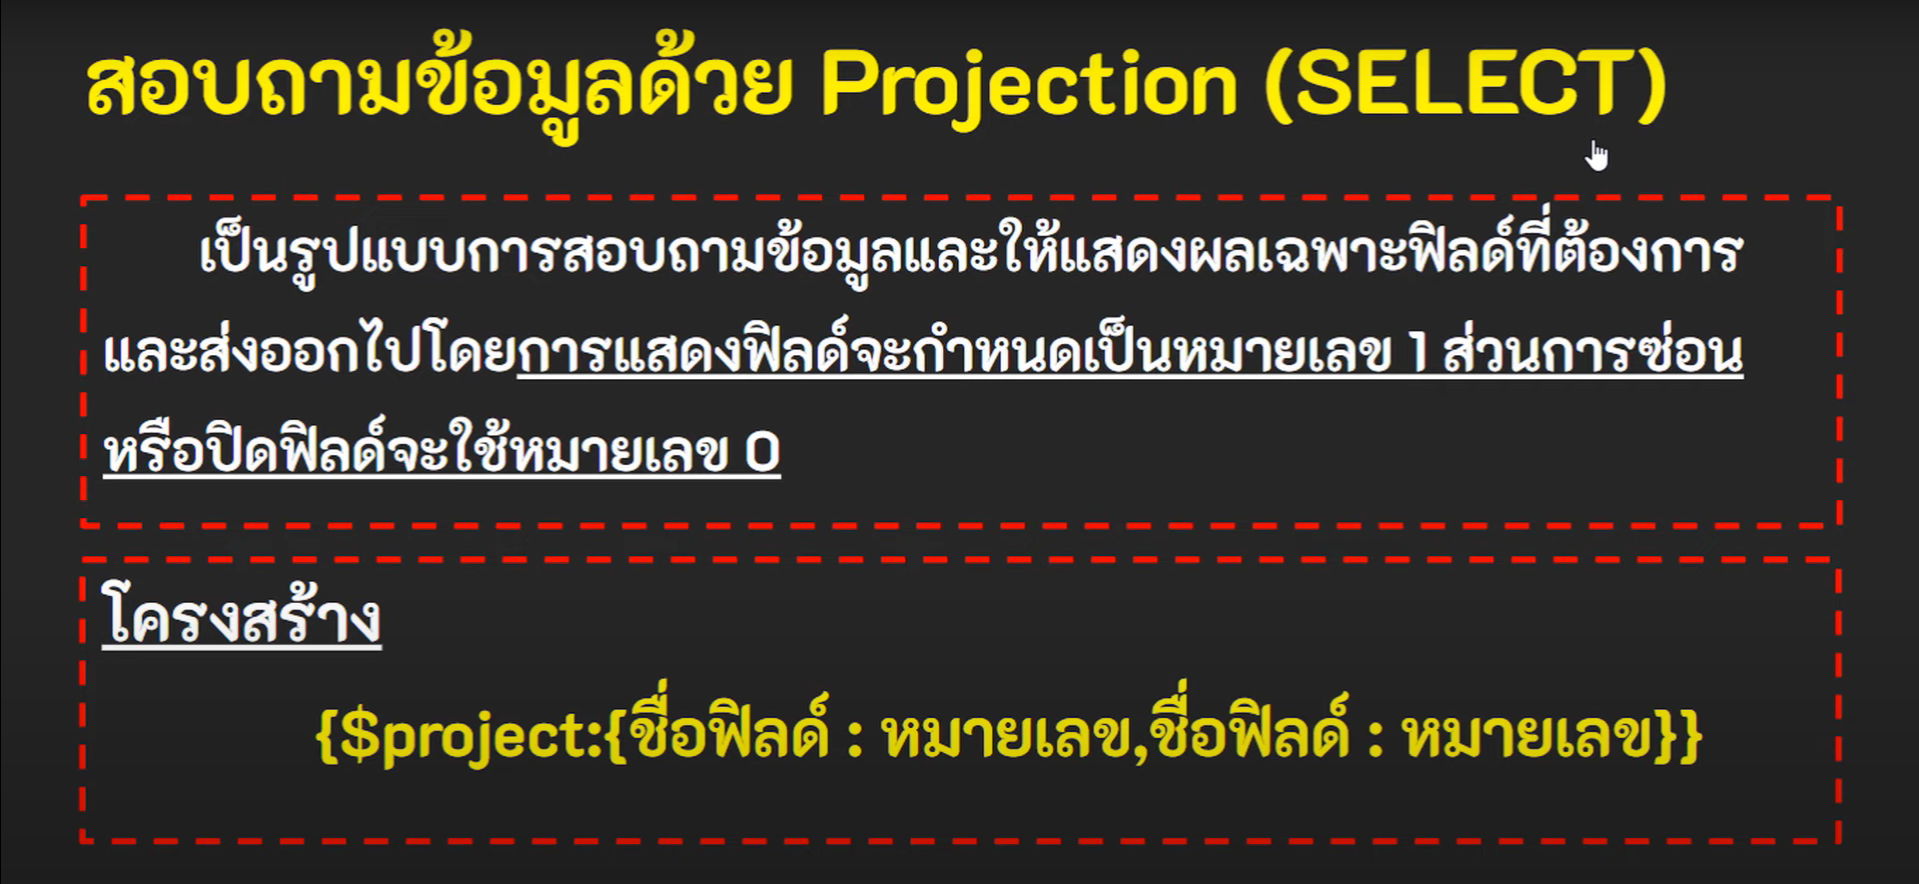 สอบถามข้อมูลด้วย Projection (SELECT)
เป็นรูปแบบการสอบถามข้อมูลและให้แสดงผลเฉพาะฟิลด์ที่ต้องการ
และส่งออกไปโดยการแสดงฟิลด์จะกำหนดเป็นหมายเลข 1 ส่วนการซ่อน
หรือปิดฟิลด์จะใช้หมายเลข 0
โครงสร้าง
{$project:{ชื่อฟิลด์ : หมายเลข,ชื่อฟิลด์ : หมายเลข}}